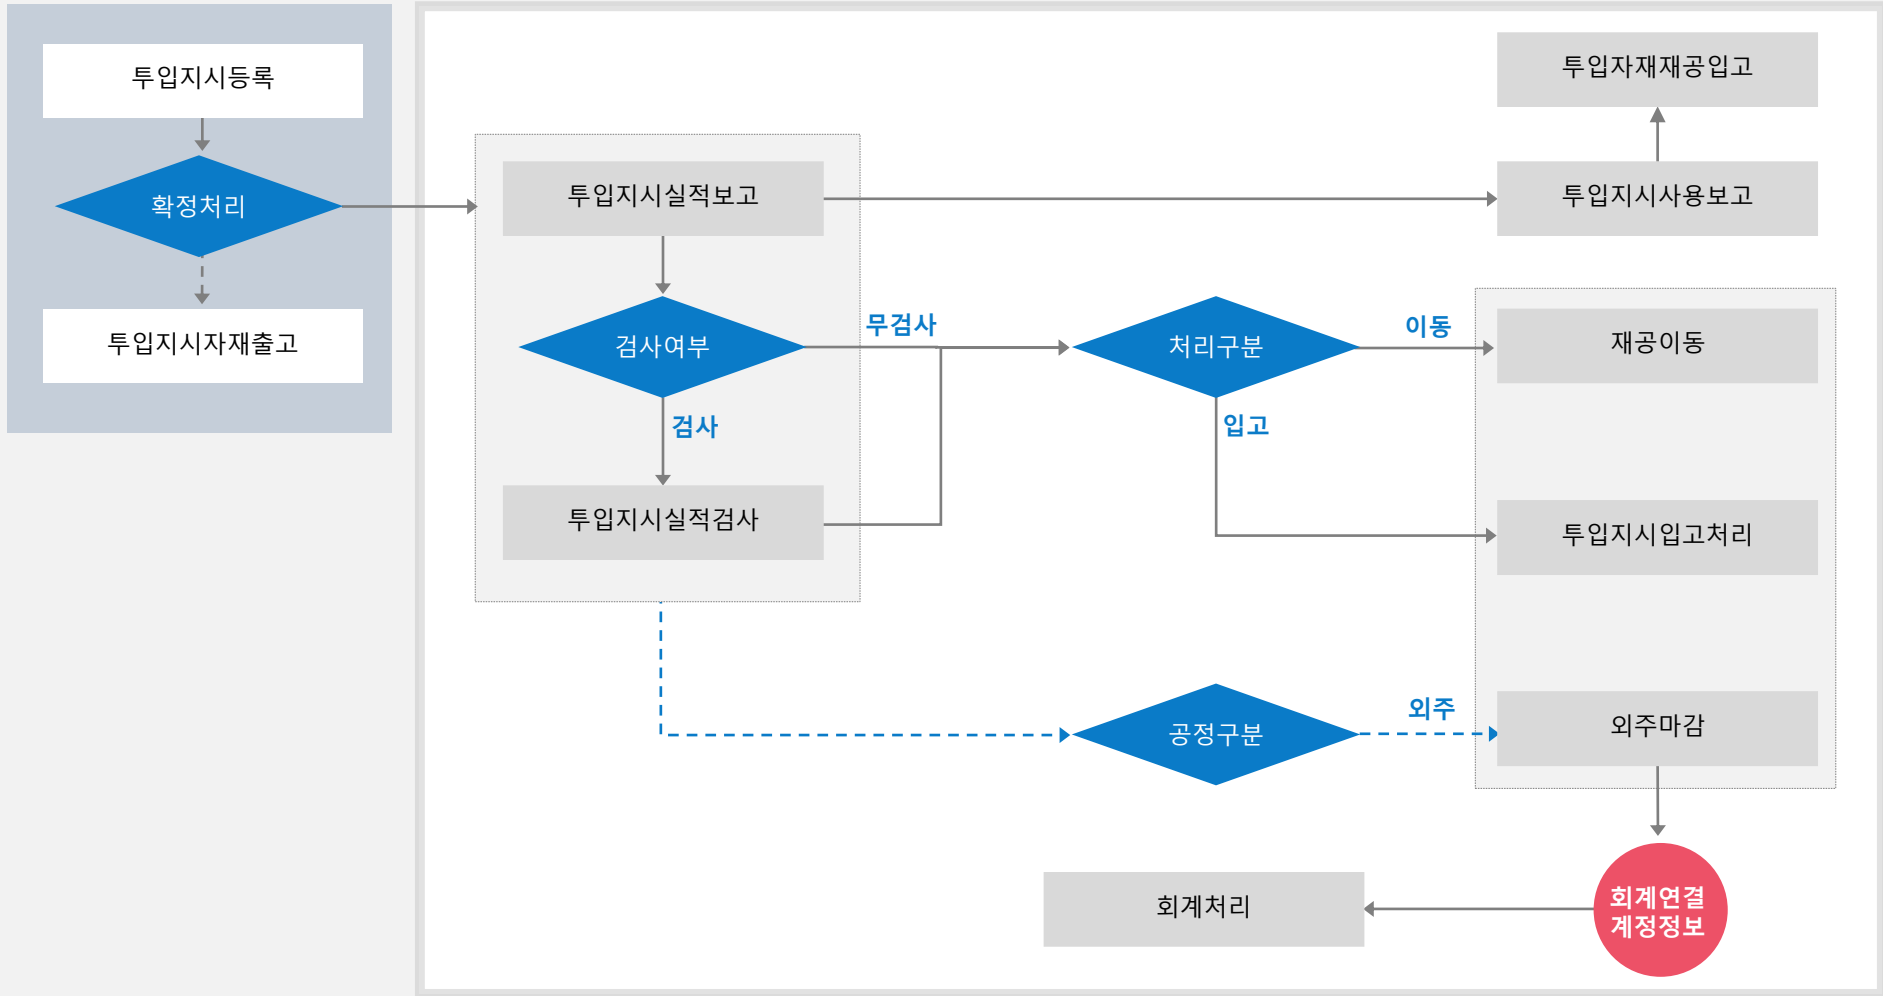 투입지시등록
확정처리
투입지시자재출고
투입자재재공입고
투입지시실적보고
투입지시사용보고
검사여부
무검사
처리구분
이동
재공이동
검사
입고
투입지시실적검사
투입지시입고처리
공정구분
외주
외주마감
회계처리
회계연결
계정정보